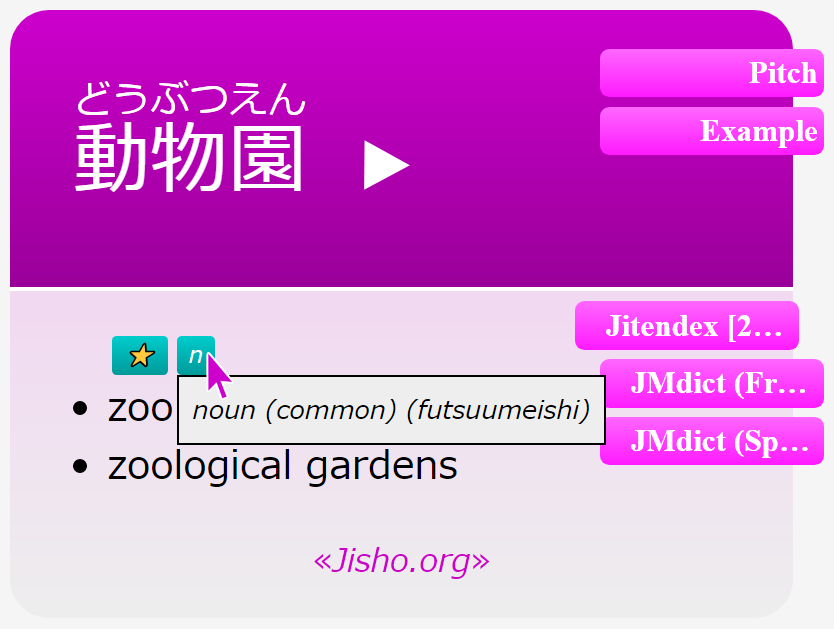 どうぶつえん
動物園
Pitch
Example
Jitendex [2…
n
JMdict (Fr…
zoo
noun (common) (futsuumeishi)
JMdict (Sp…
zoological gardens
«Jisho.org»